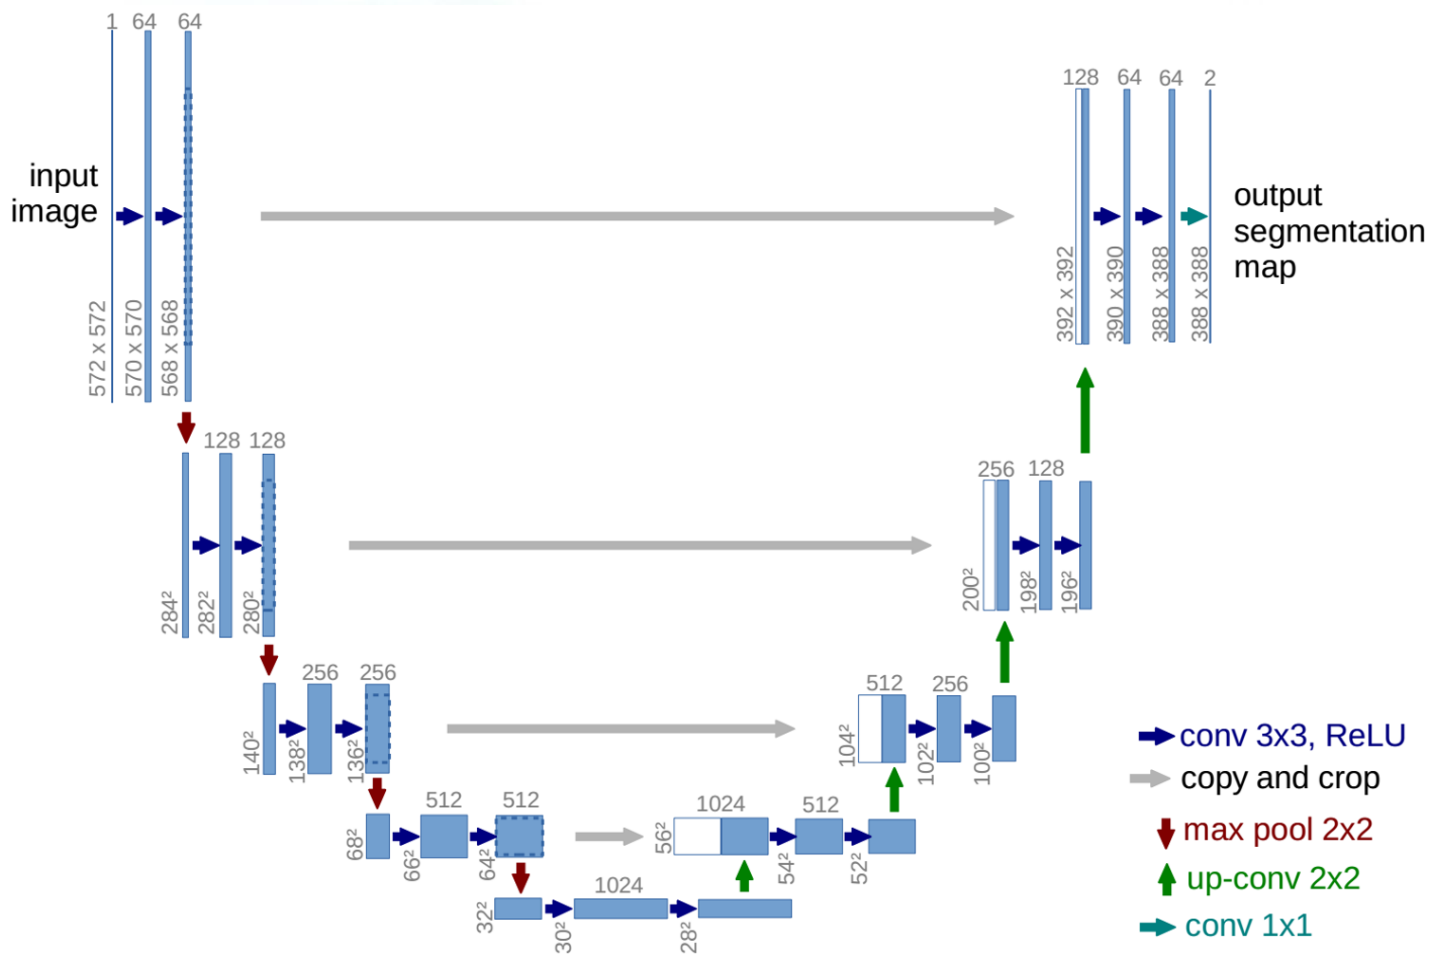 1 64 64
input
image
572 x 572
570 x 570
568 x 568
128 64 64 2
output
segmentation
map
392 x 392
390 x 390
388 x 388
388 x 388
128 128
284²
282²
280²
256 128
200²
198²
196²
256 256
140²
138²
136²
512 256
104²
102²
100²
512 512
68²
66²
64²
1024 512
56²
54²
52²
1024
32²
30²
28²
conv 3x3, ReLU
copy and crop
max pool 2x2
up-conv 2x2
conv 1x1